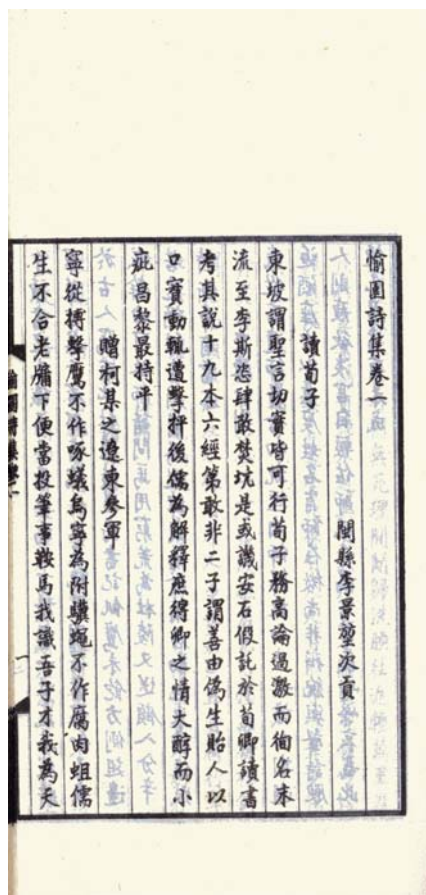 愉園詩集卷一
閩縣李景堃次貢
讀荀子
東坡謂聖言切實皆可行荀子務高論過激而徇名末
流至李斯恣肆敢焚坑是或譏安石假託於荀卿讀書
考其說十九本六經第敢非二子謂善由偽生貽人以
口實動輒遭擊抨後儒為解釋庶得卿之情大醇而小
疵昌黎最持平
贈柯某之遼東參軍
寧從搏擊鷹不作啄蟻烏寧為附驥蠅不作腐肉蛆儒
生不合老牖下便當投筆事鞍馬我識吾子才我為天